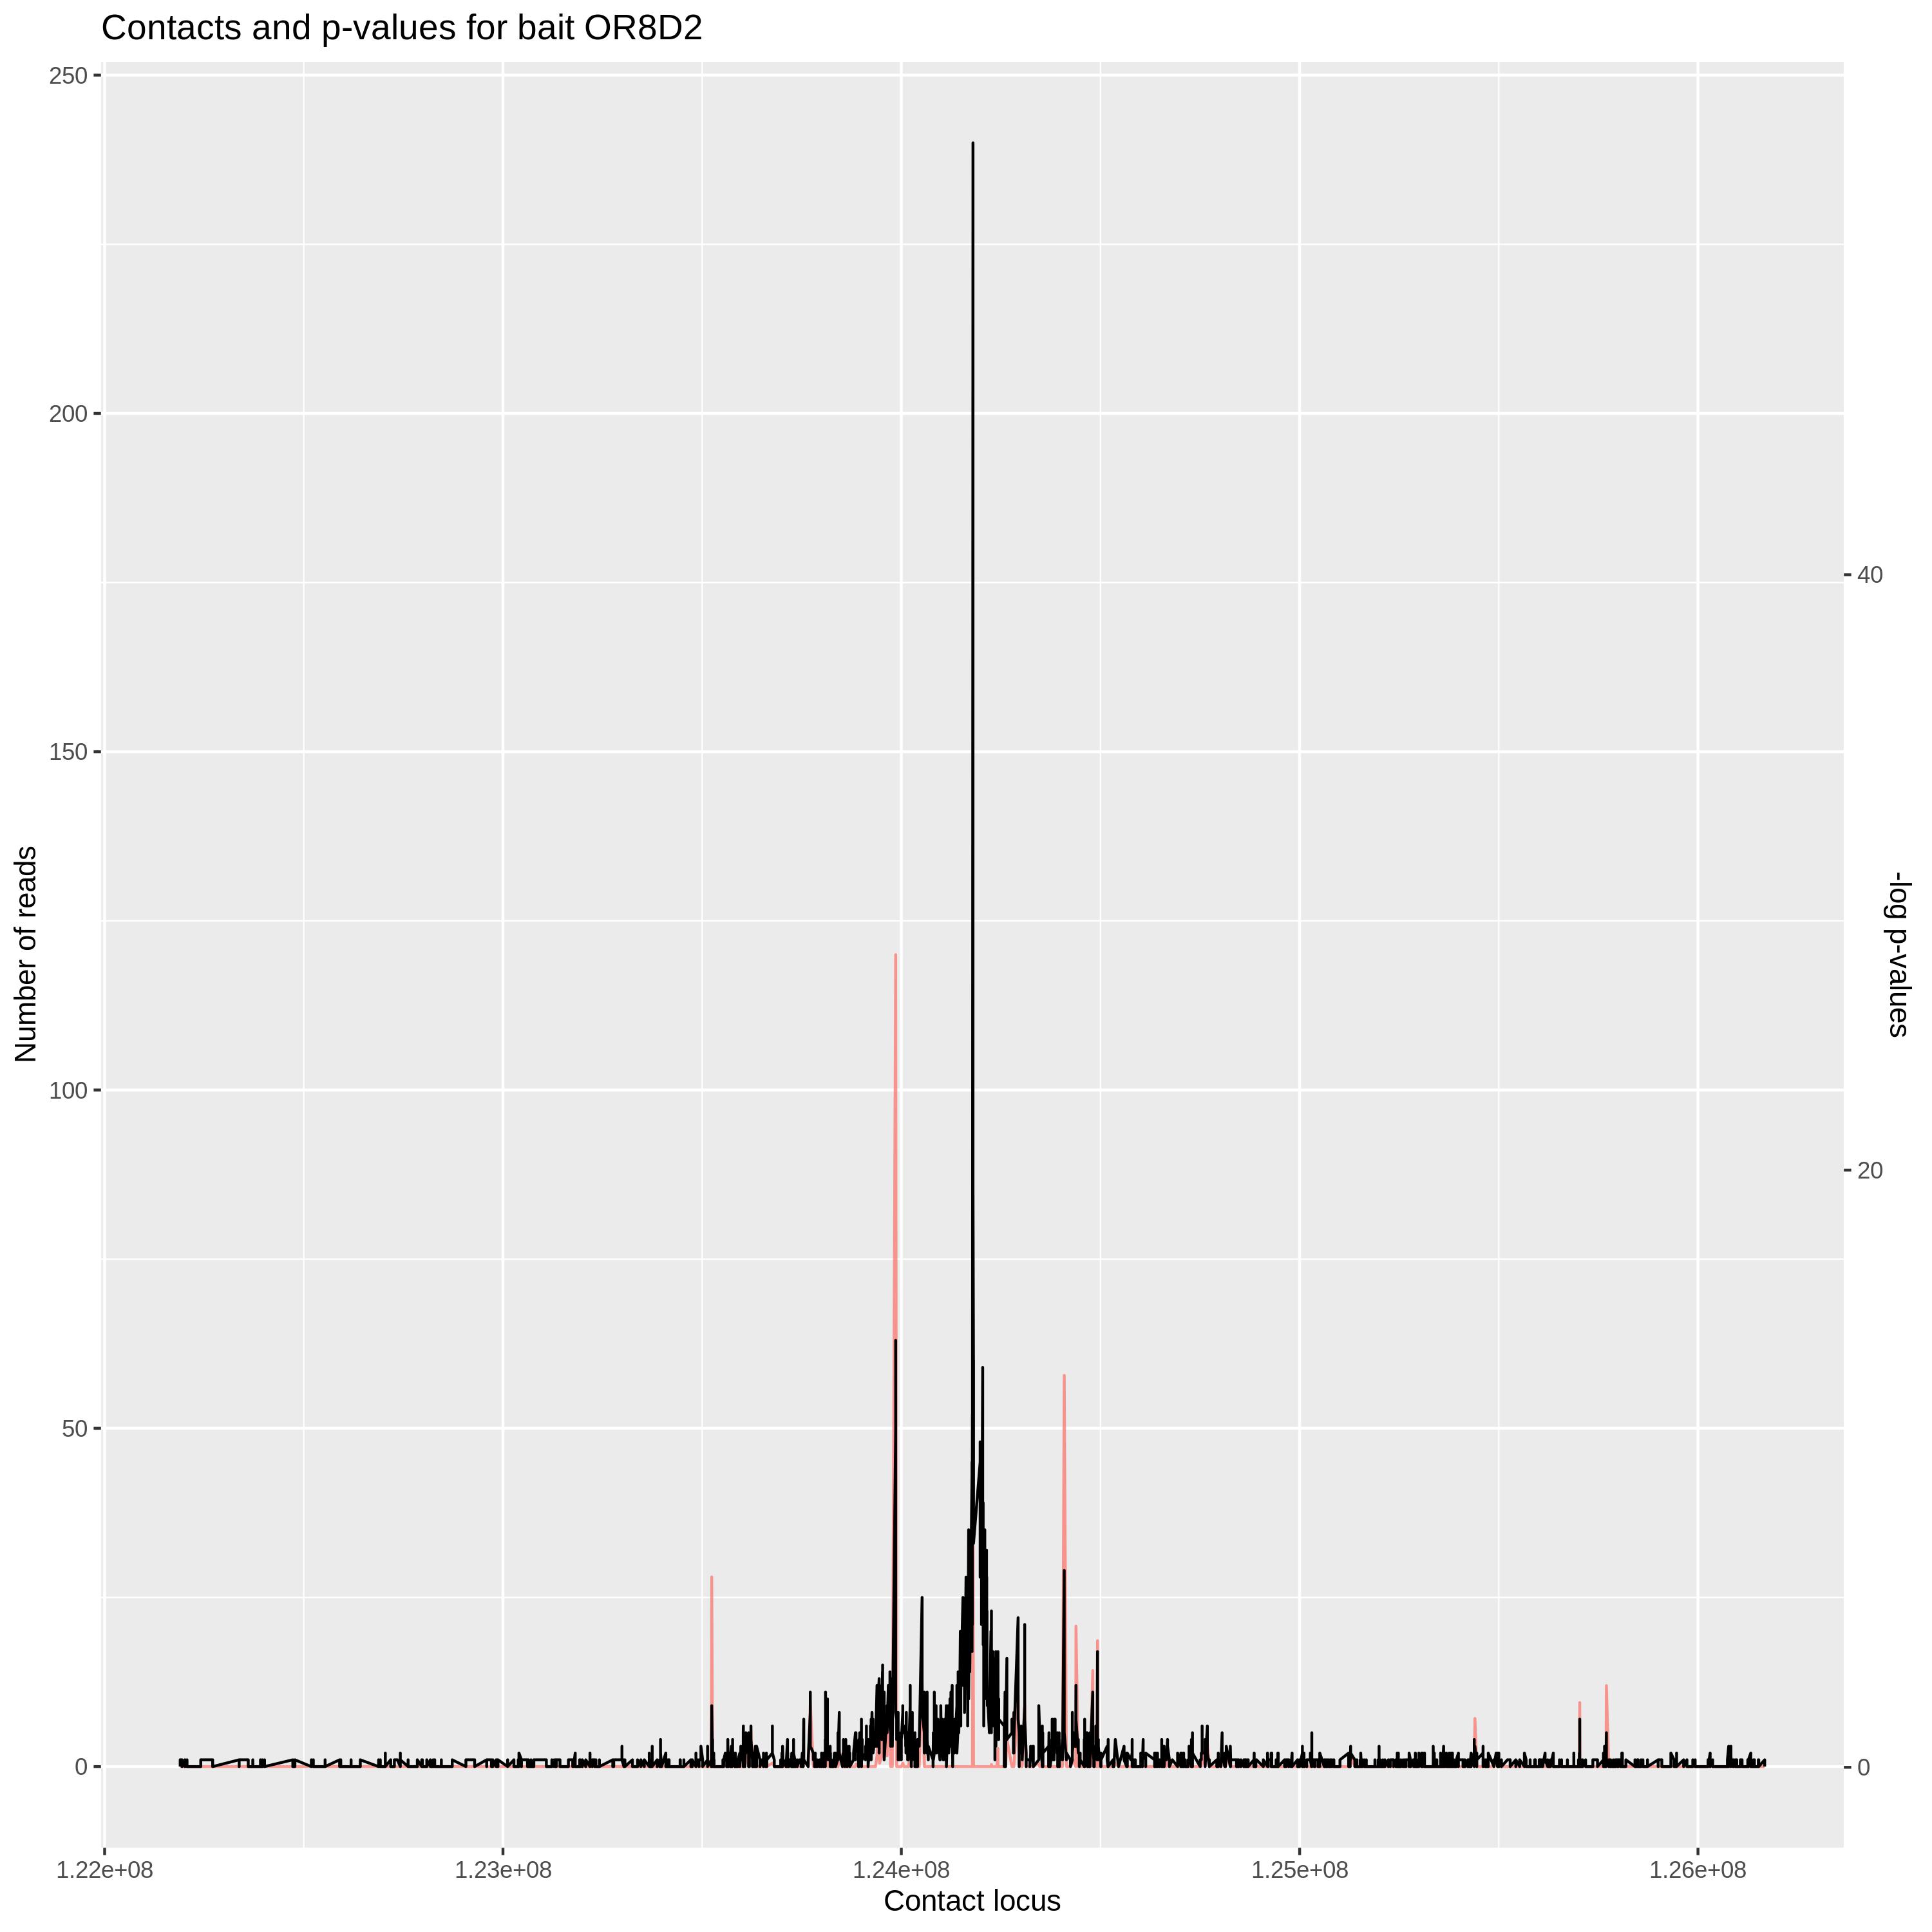 Contacts and p-values for bait OR8D2
250
200
150
100
50
0
Number of reads
40
20
0
-log p-values
1.22e+08
1.23e+08
1.24e+08
1.25e+08
1.26e+08
Contact locus